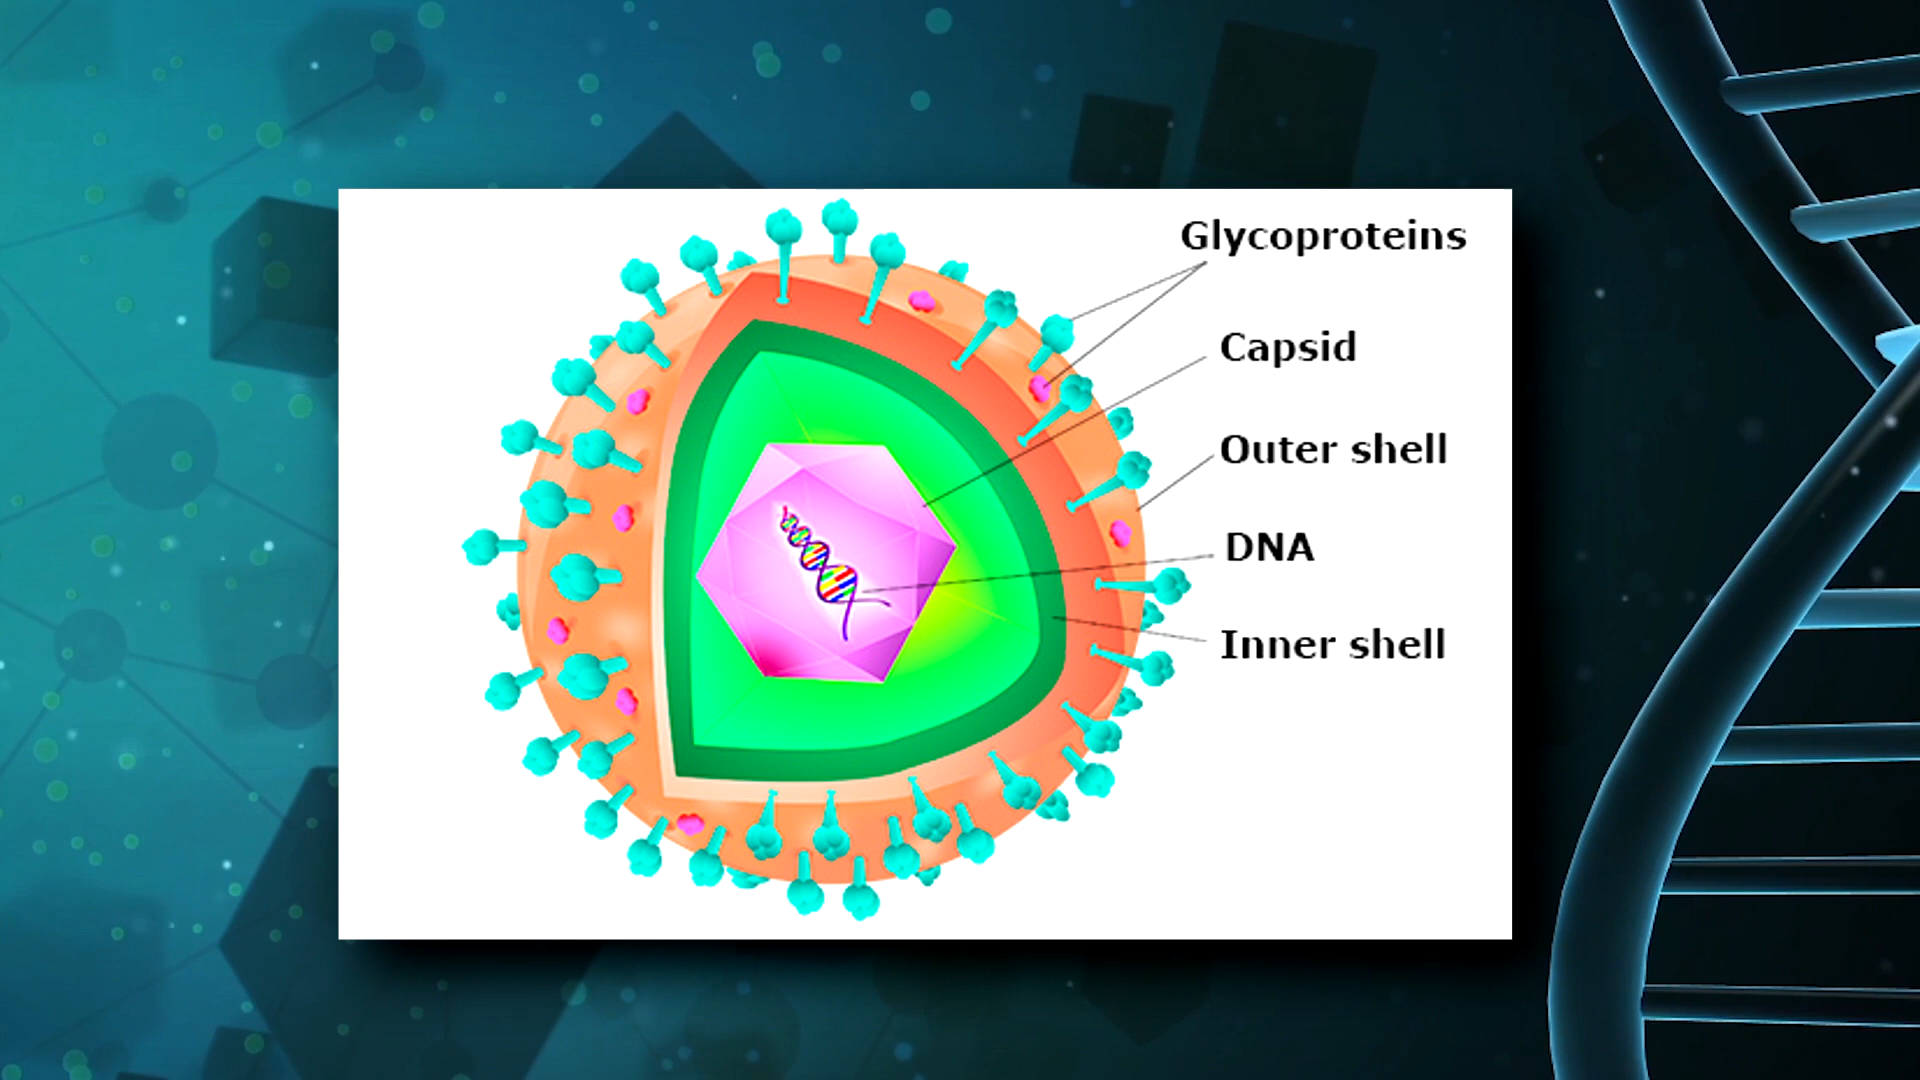 Glycoproteins
Capsid
Outer shell
DNA
Inner shell